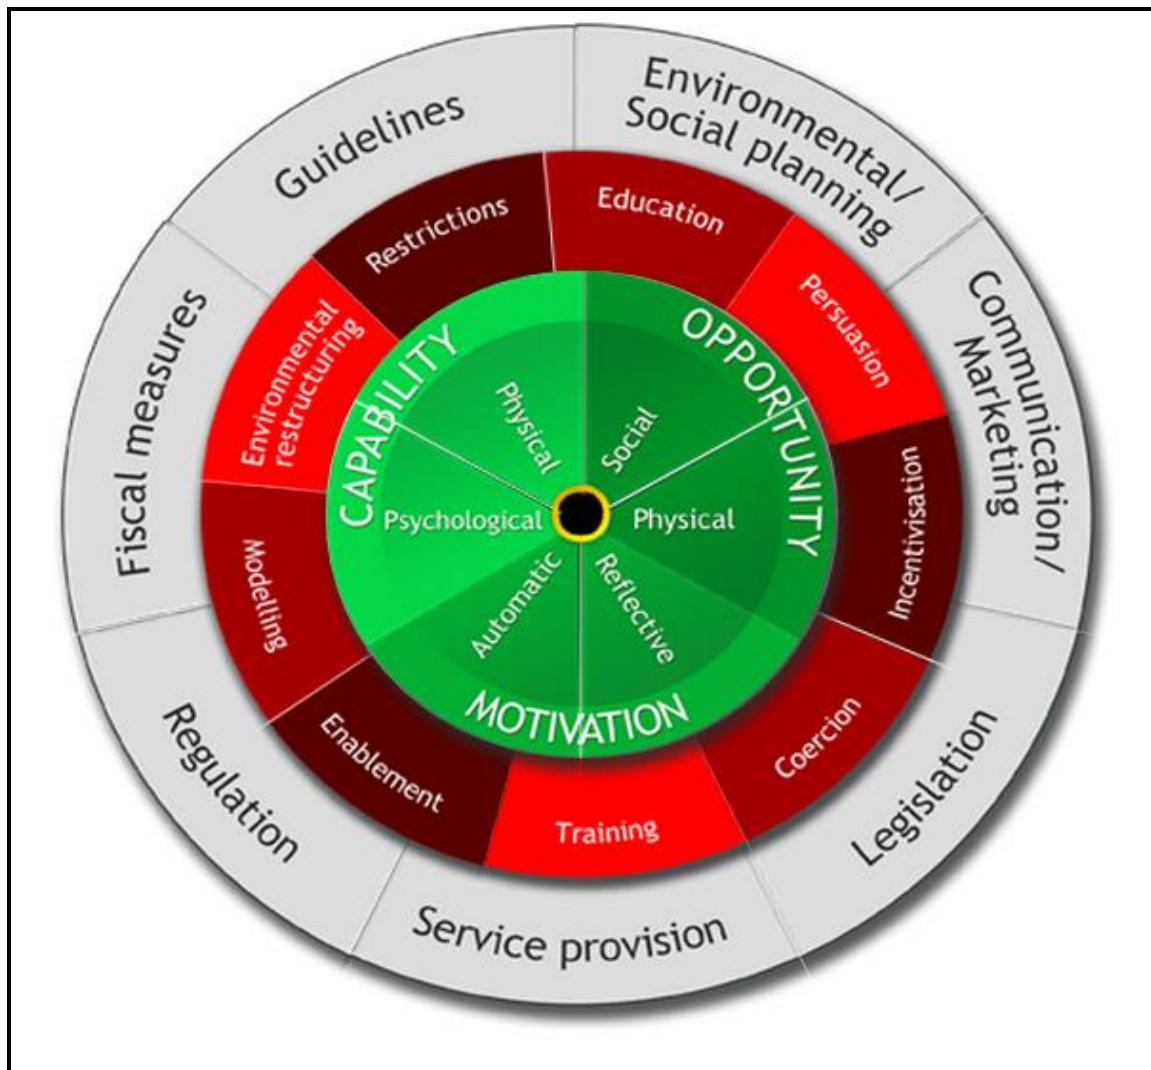 Guidelines
Environmental/
Social planning
Communication/
Marketing
Legislation
Service provision
Regulation
Fiscal measures
Restrictions
Education
Persuasion
Incentivisation
Coercion
Training
Enablement
Modelling
Environmental
restructuring
CAPABILITY
OPPORTUNITY
MOTIVATION
Physical
Social
Physical
Reflective
Automatic
Psychological